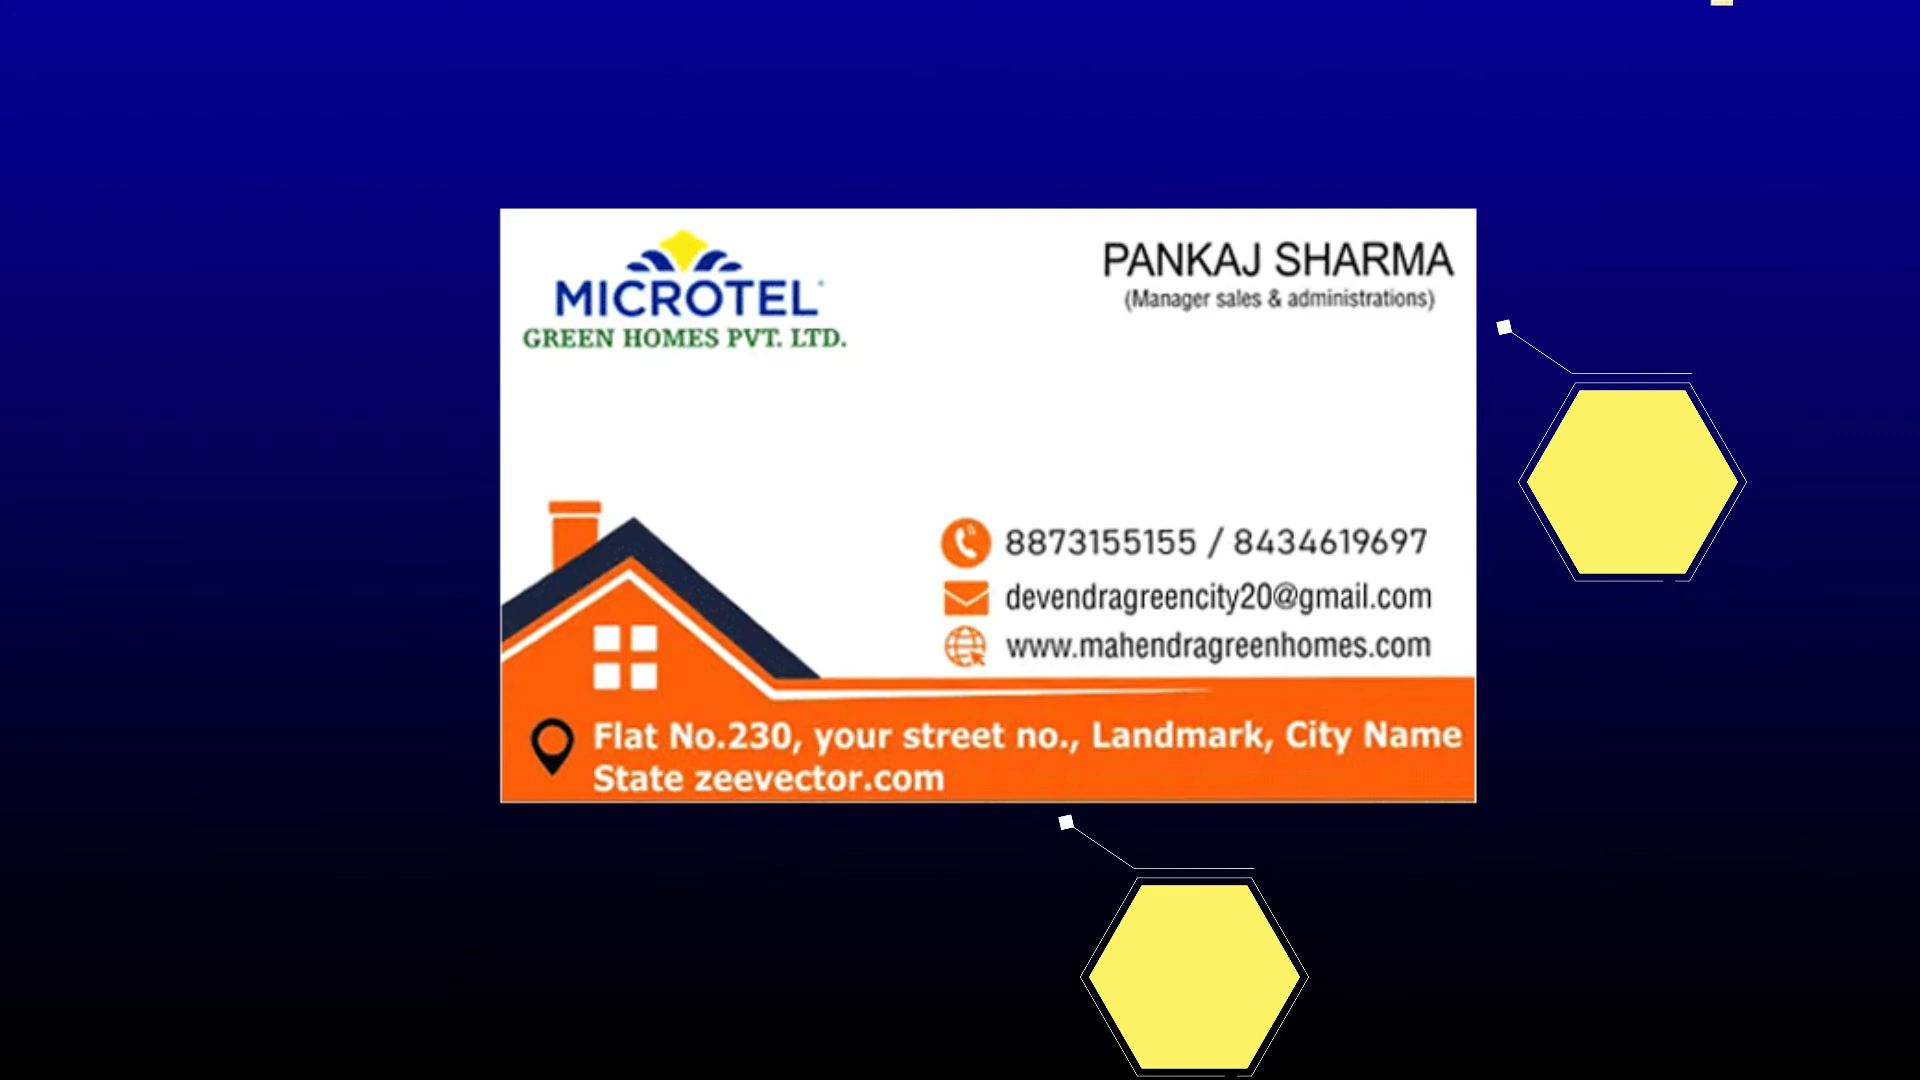 MICROTEL
GREEN HOMES PVT. LTD.
PANKAJ SHARMA
(Manager sales & administrations)
8873155155 / 8434619697
devendragreencity20@gmail.com
www.mahendragreenhomes.com
Flat No.230, your street no., Landmark, City Name
State zeevector.com